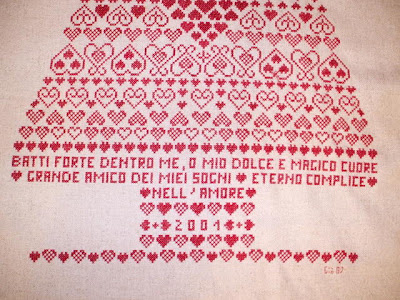 BATTI FORTE DENTRO ME, O MIO DOLCE E MAGICO CUORE
GRANDE AMICO DEI MIEI SOGNI ETERNO COMPLICE
NELL'AMORE
2001